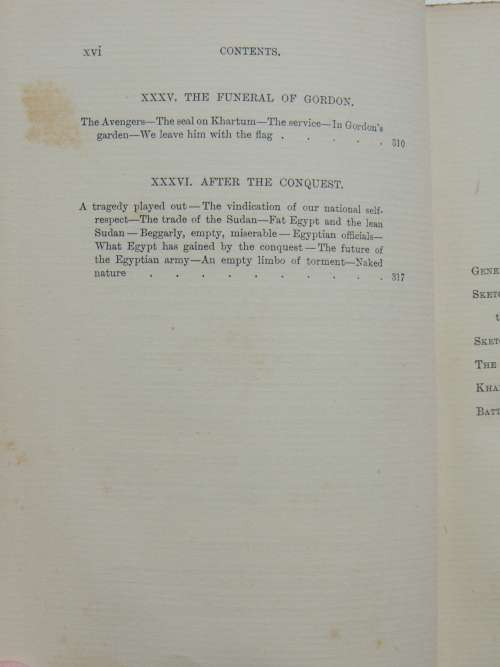 xvi CONTENTS.
XXXV. THE FUNERAL OF GORDON.
The Avengers—The seal on Khartum—The service—In Gordon's
garden—We leave him with the flag . . . . . 310
XXXVI. AFTER THE CONQUEST.
A tragedy played out—The vindication of our national self-
respect—The trade of the Sudan—Fat Egypt and the lean
Sudan—Beggarly, empty, miserable—Egyptian officials—
What Egypt has gained by the conquest—The future of
the Egyptian army—An empty limbo of torment—Naked
nature . . . . . . . . . . 317
GENE
SKETC
t
SKETC
THE
KHA
BATT